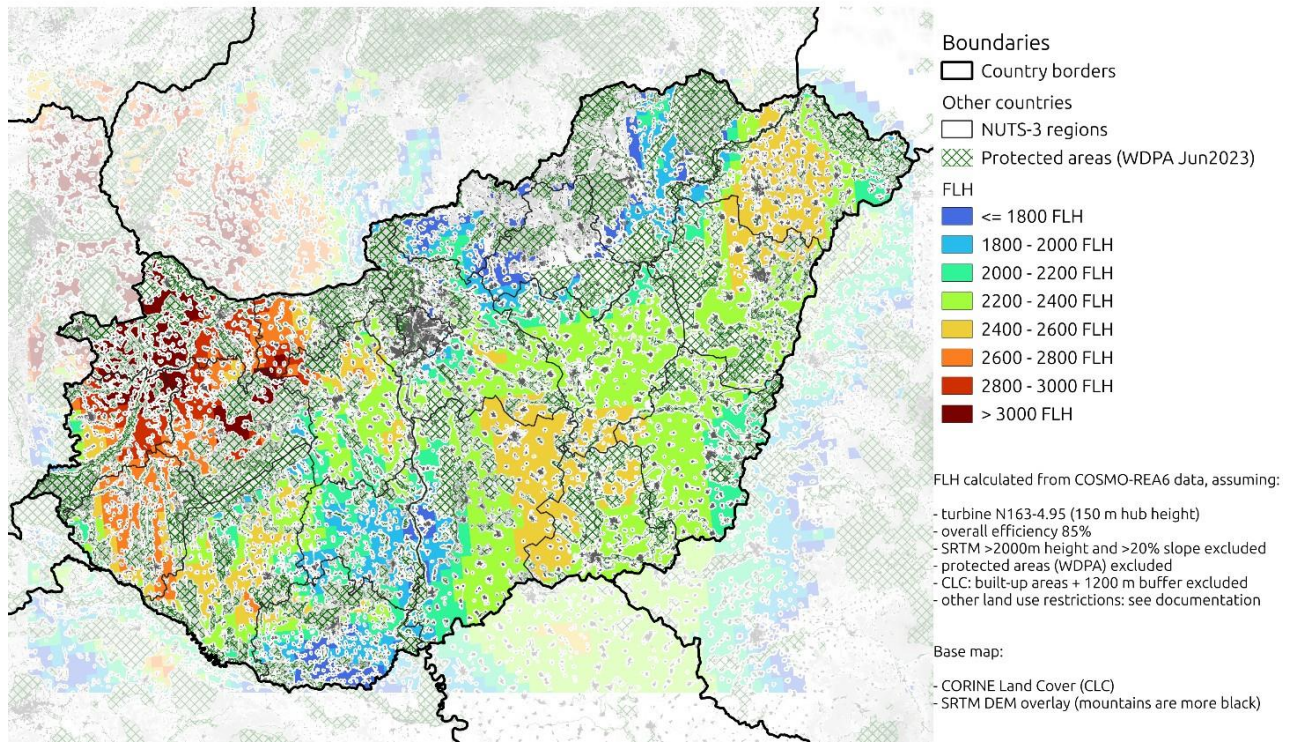 Boundaries
Country borders
Other countries
NUTS-3 regions
Protected areas (WDPA Jun2023)
FLH
<= 1800 FLH
1800 - 2000 FLH
2000 - 2200 FLH
2200 - 2400 FLH
2400 - 2600 FLH
2600 - 2800 FLH
2800 - 3000 FLH
> 3000 FLH
FLH calculated from COSMO-REA6 data, assuming:
- turbine N163-4.95 (150 m hub height)
- overall efficiency 85%
- SRTM >2000m height and >20% slope excluded
- protected areas (WDPA) excluded
- CLC: built-up areas + 1200 m buffer excluded
- other land use restrictions: see documentation
Base map:
- CORINE Land Cover (CLC)
- SRTM DEM overlay (mountains are more black)